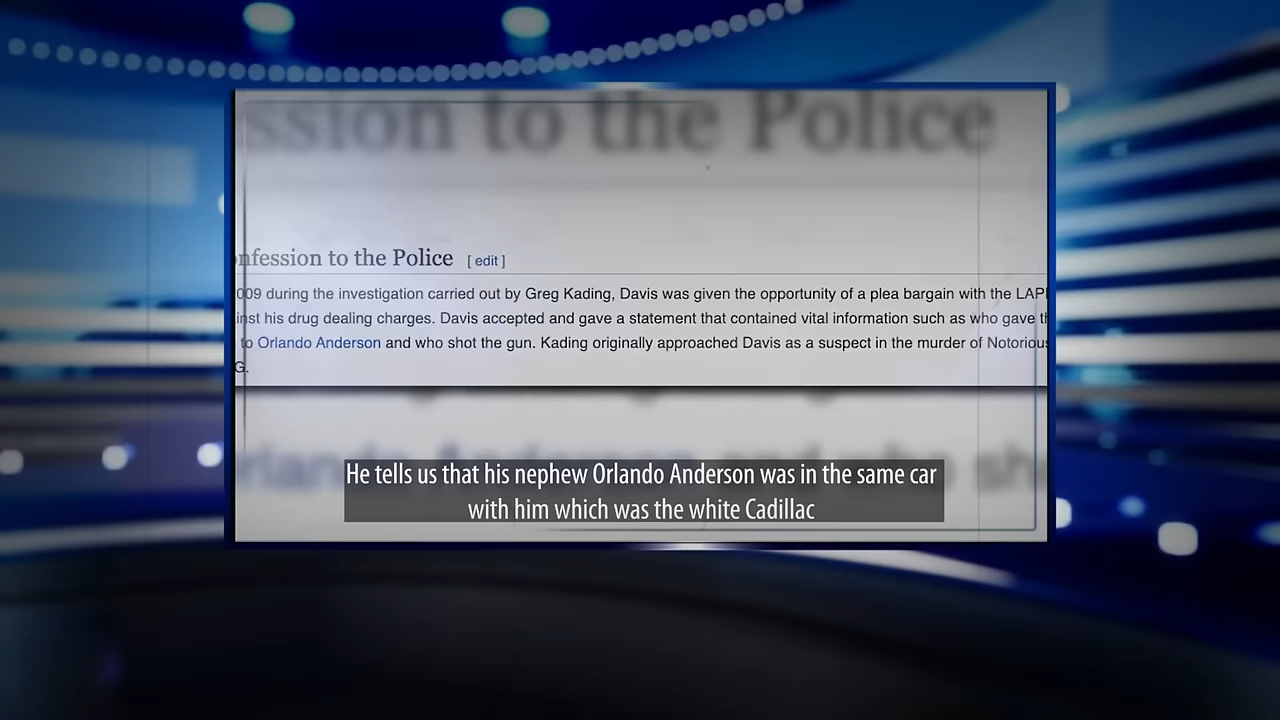 ssion to the Police
nfession to the Police [ edit ]
009 during the investigation carried out by Greg Kading, Davis was given the opportunity of a plea bargain with the LAP
inst his drug dealing charges. Davis accepted and gave a statement that contained vital information such as who gave th
to Orlando Anderson and who shot the gun. Kading originally approached Davis as a suspect in the murder of Notorious
G.
He tells us that his nephew Orlando Anderson was in the same car
with him which was the white Cadillac